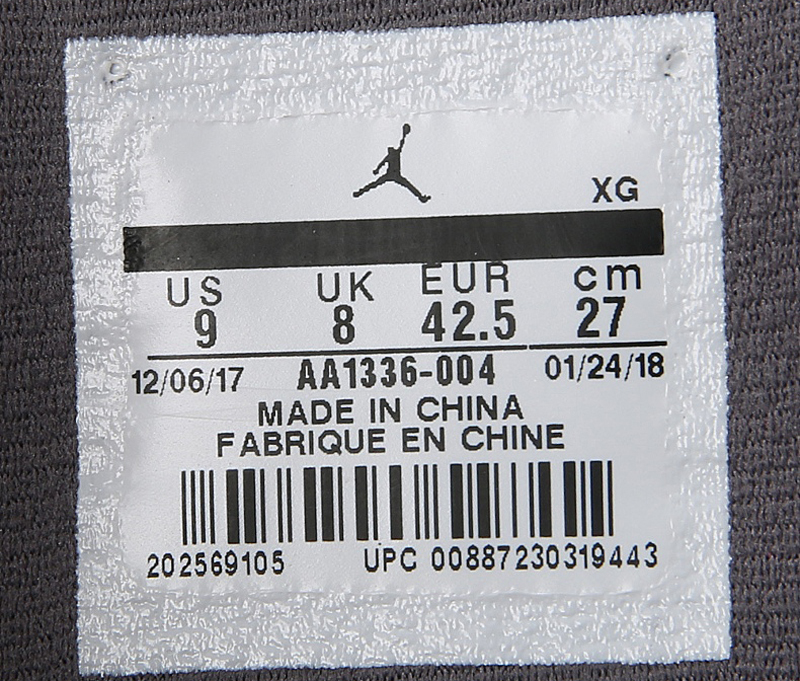 XG
US UK EUR cm
9 8 42.5 27
12/06/17 AA1336-004 01/24/18
MADE IN CHINA
FABRIQUE EN CHINE
202569105 UPC 00887230319443